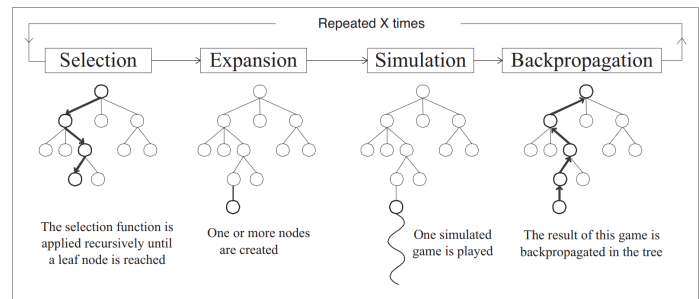 Repeated X times
Selection
Expansion
Simulation
Backpropagation
The selection function is
applied recursively until
a leaf node is reached
One or more nodes
are created
One simulated
game is played
The result of this game is
backpropagated in the tree